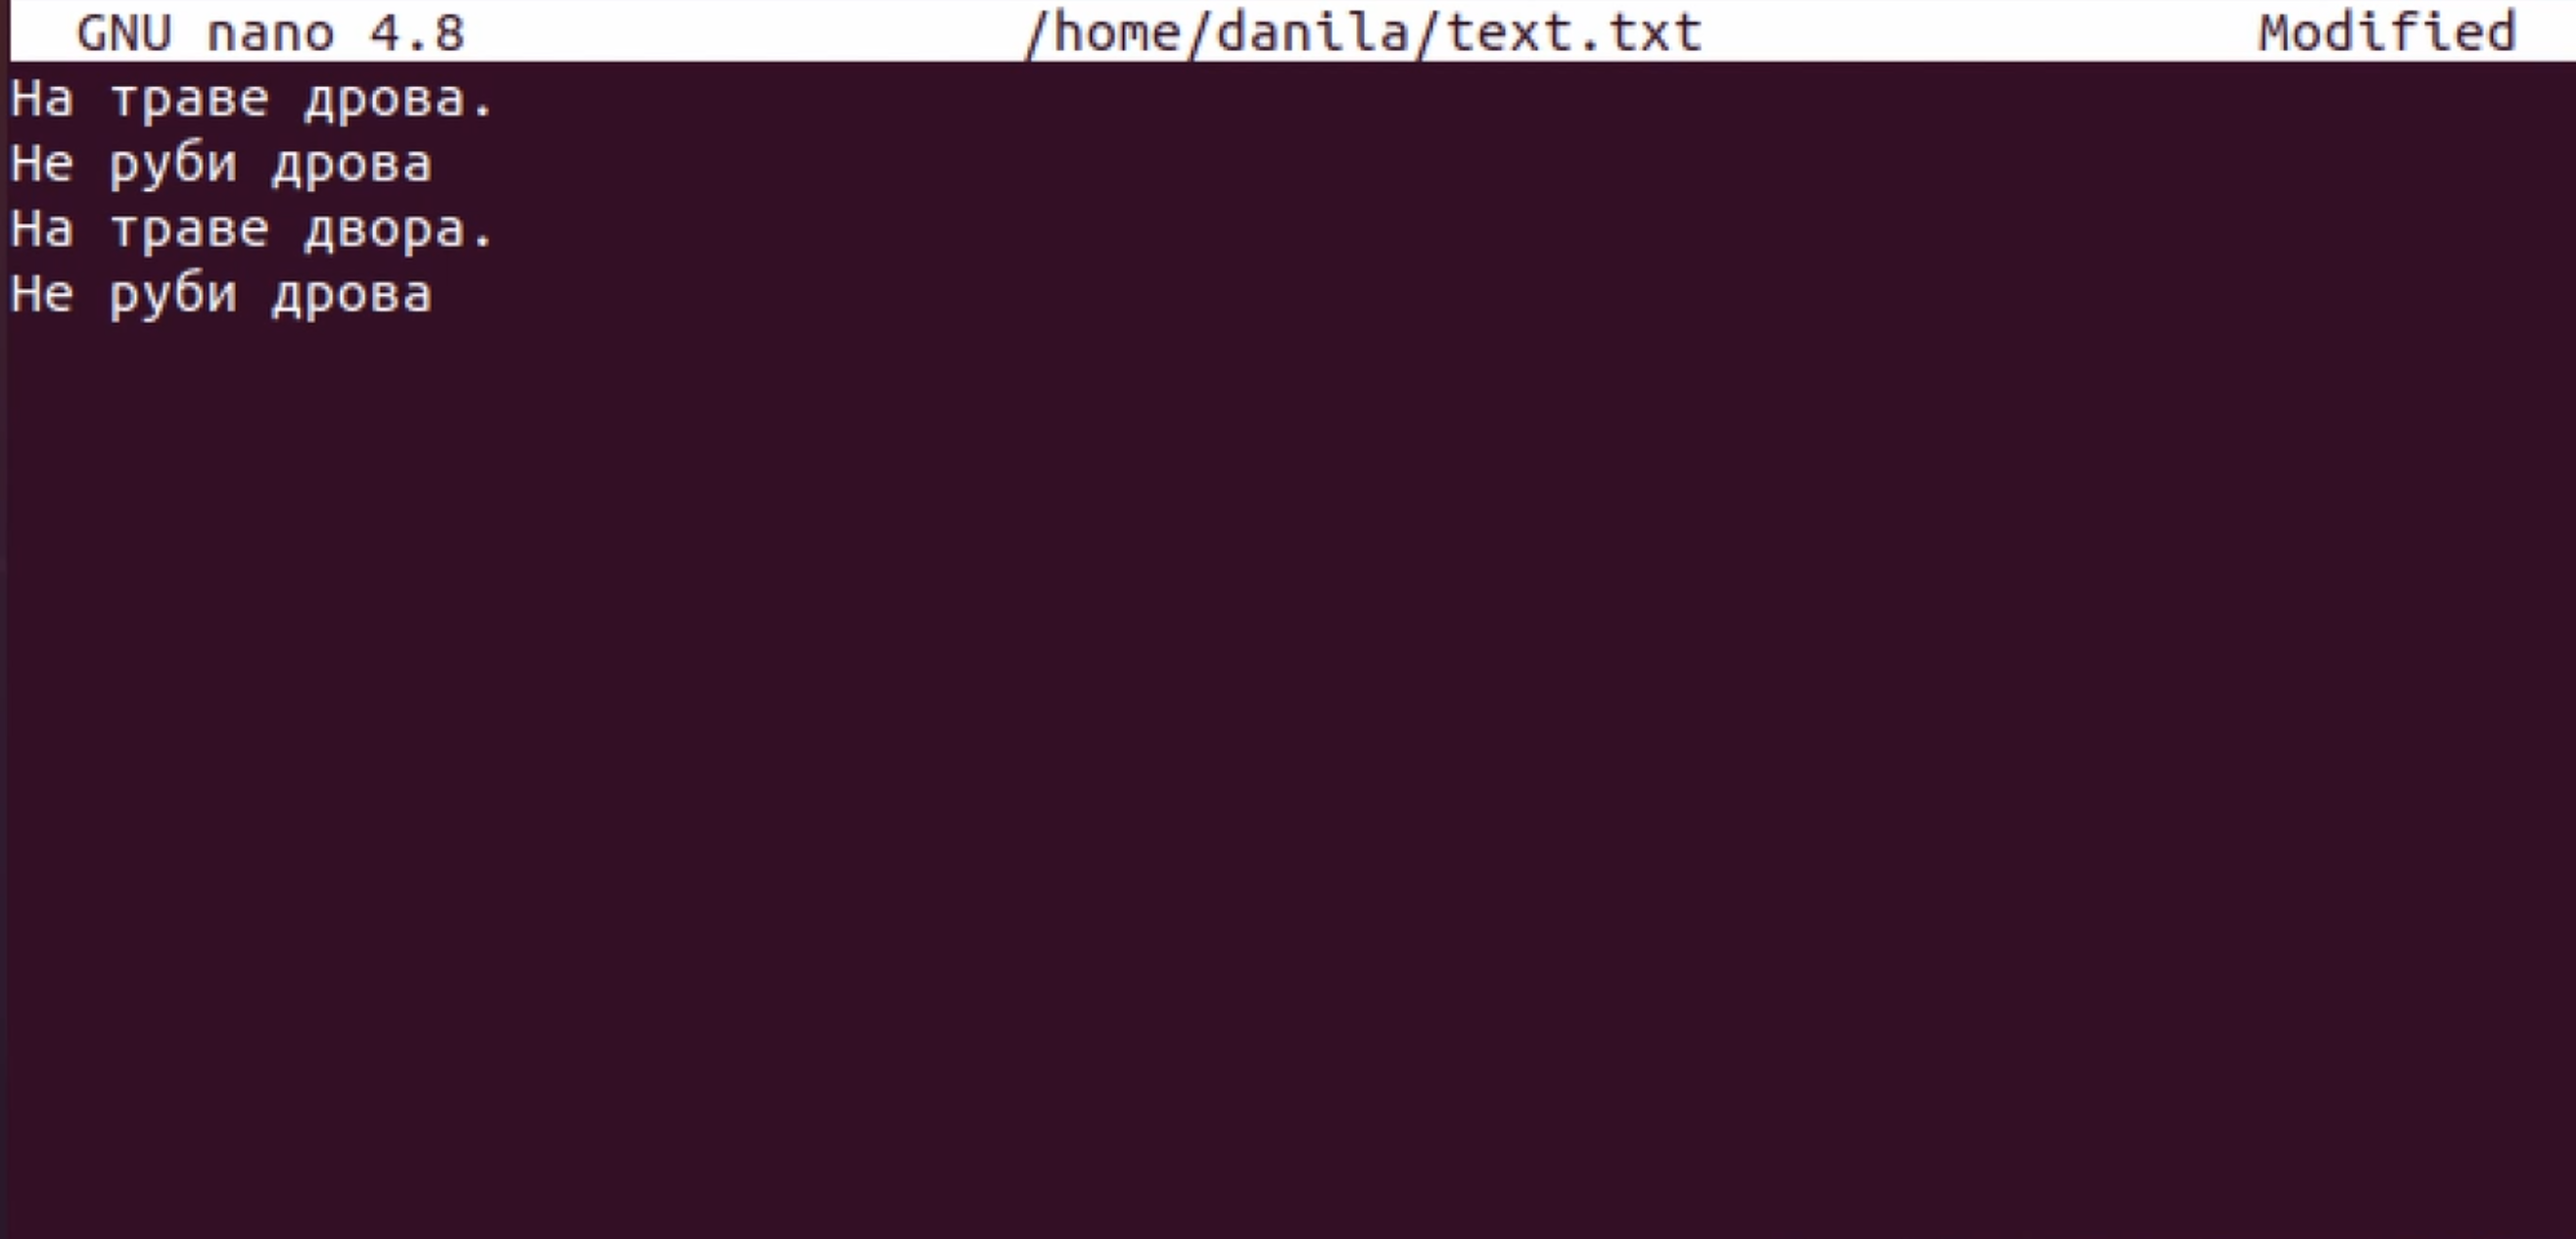 GNU nano 4.8 /home/danila/text.txt Modified
На траве дрова.
Не руби дрова
На траве двора.
Не руби дрова